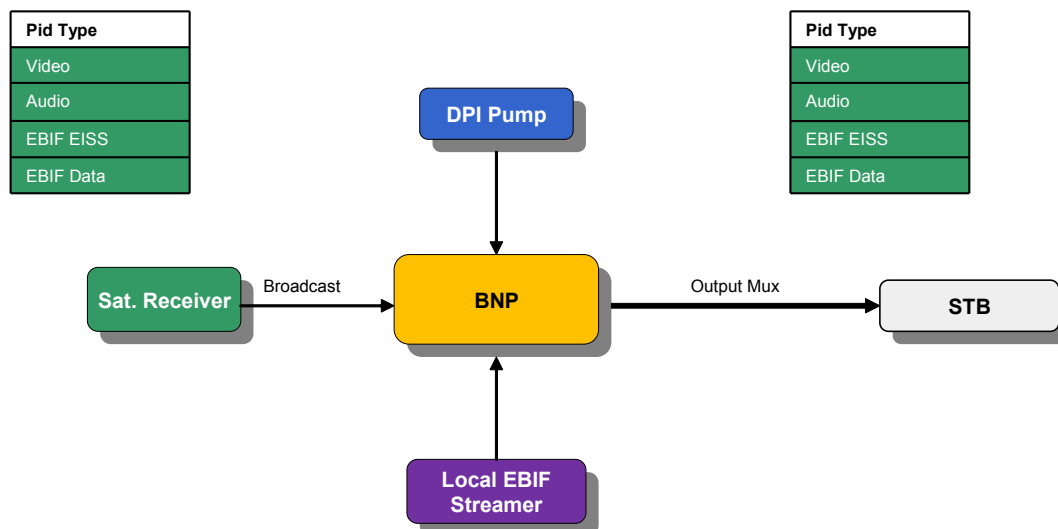 Pid Type
Video
Audio
EBIF EISS
EBIF Data
Pid Type
Video
Audio
EBIF EISS
EBIF Data
DPI Pump
Sat. Receiver
Broadcast
BNP
Output Mux
STB
Local EBIF
Streamer